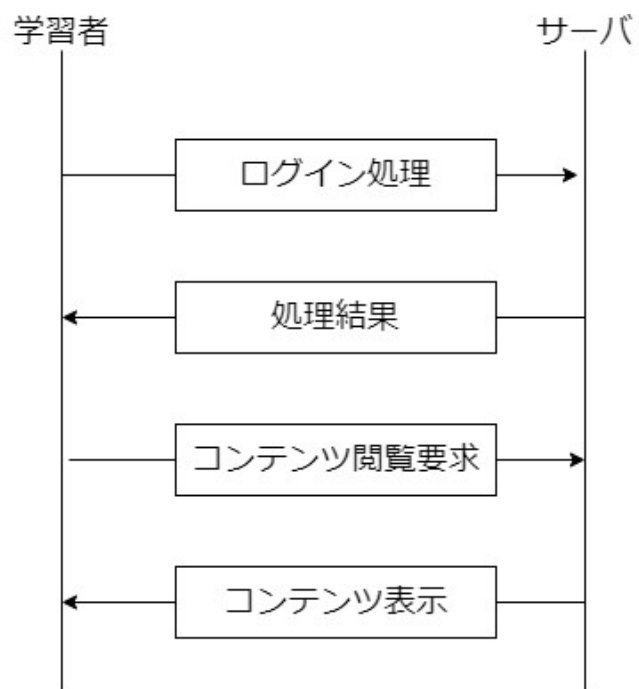 学習者
サーバ
ログイン処理
処理結果
コンテンツ閲覧要求
コンテンツ表示